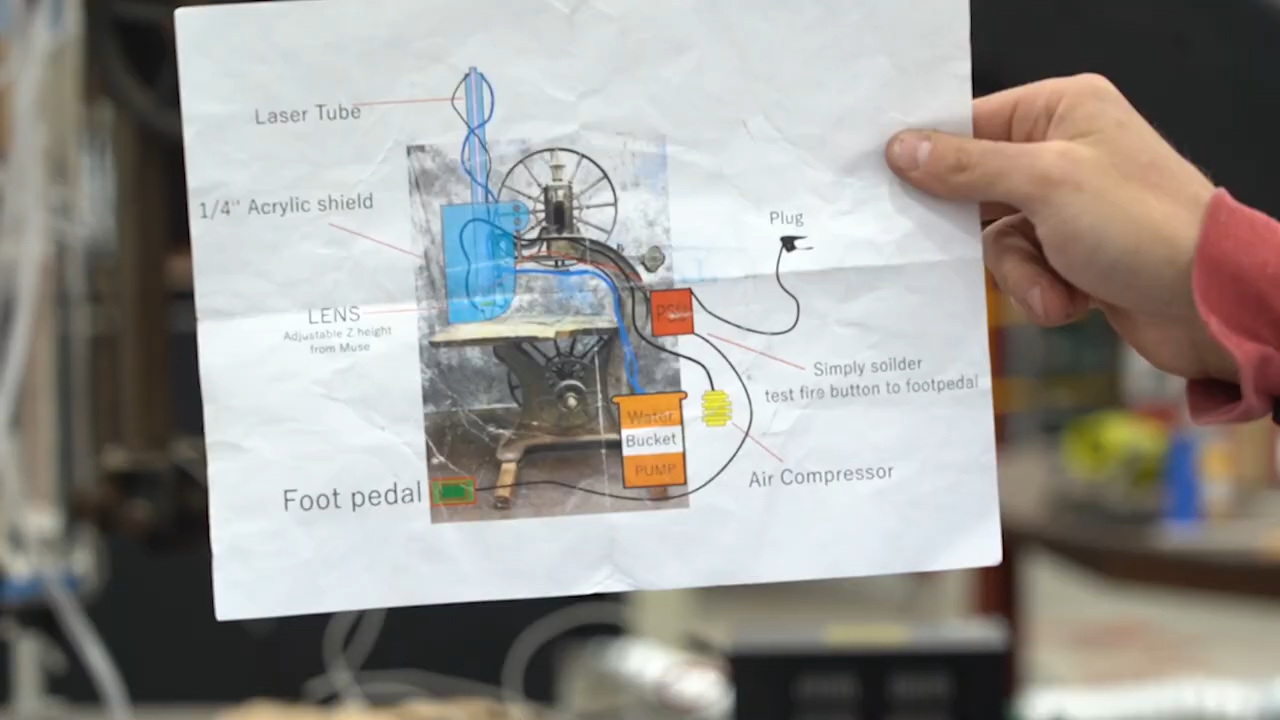 Laser Tube
1/4" Acrylic shield
Plug
LENS
Adjustable Z height
from Muse
PSU
Simply soilder
test fire button to footpedal
Water
Bucket
PUMP
Air Compressor
Foot pedal